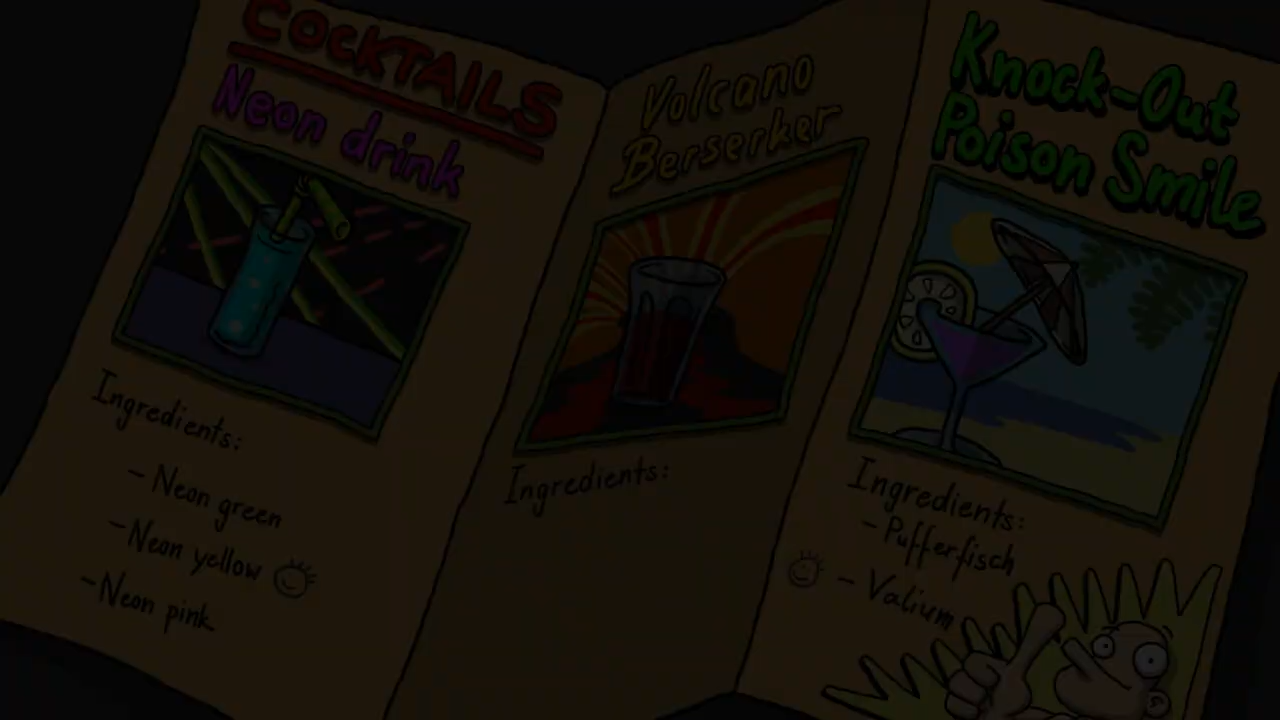 COCKTAILS
Neon drink
Ingredients:
- Neon green
- Neon yellow
- Neon pink
Volcano
Berserker
Ingredients:
Knock-Out
Poison Smile
Ingredients:
- Pufferfisch
- Valium